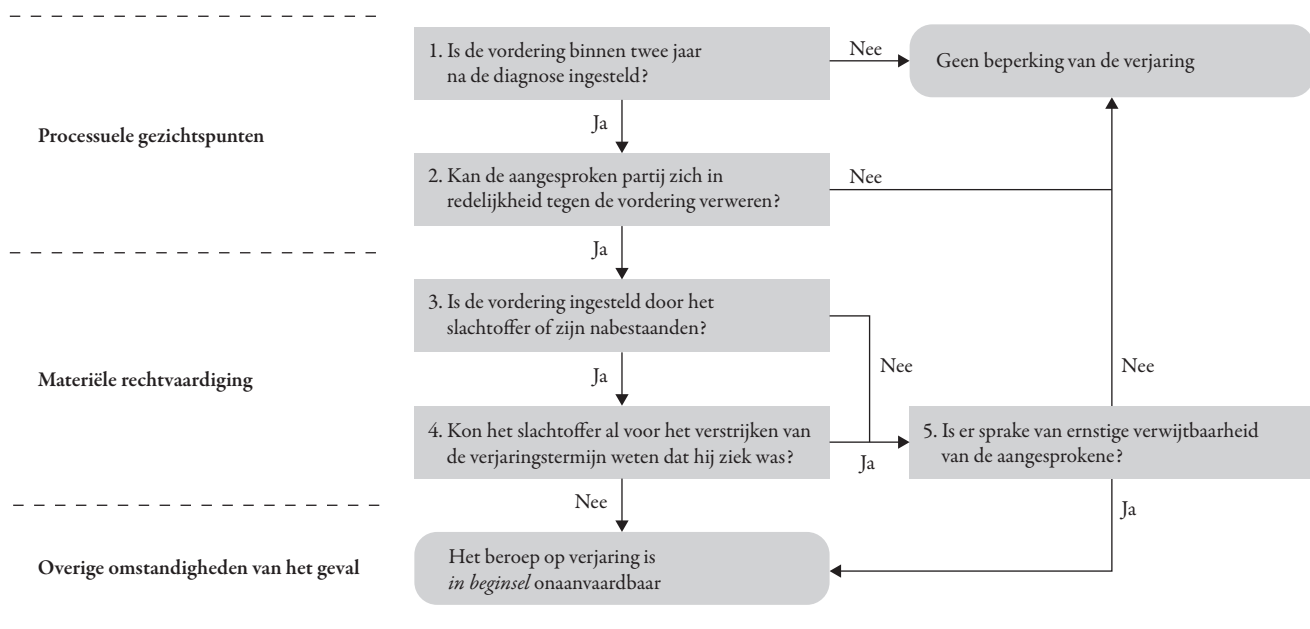 1. Is de vordering binnen twee jaar
na de diagnose ingesteld?
Nee
Geen beperking van de verjaring
Processuele gezichtspunten
Ja
2. Kan de aangesproken partij zich in
redelijkheid tegen de vordering verweren?
Nee
Ja
3. Is de vordering ingesteld door het
slachtoffer of zijn nabestaanden?
Nee
Nee
Materiële rechtvaardiging
Ja
4. Kon het slachtoffer al voor het verstrijken van
de verjaringstermijn weten dat hij ziek was?
Ja
5. Is er sprake van ernstige verwijtbaarheid
van de aangesprokene?
Nee
Ja
Overige omstandigheden van het geval
Het beroep op verjaring is
in beginsel onaanvaardbaar